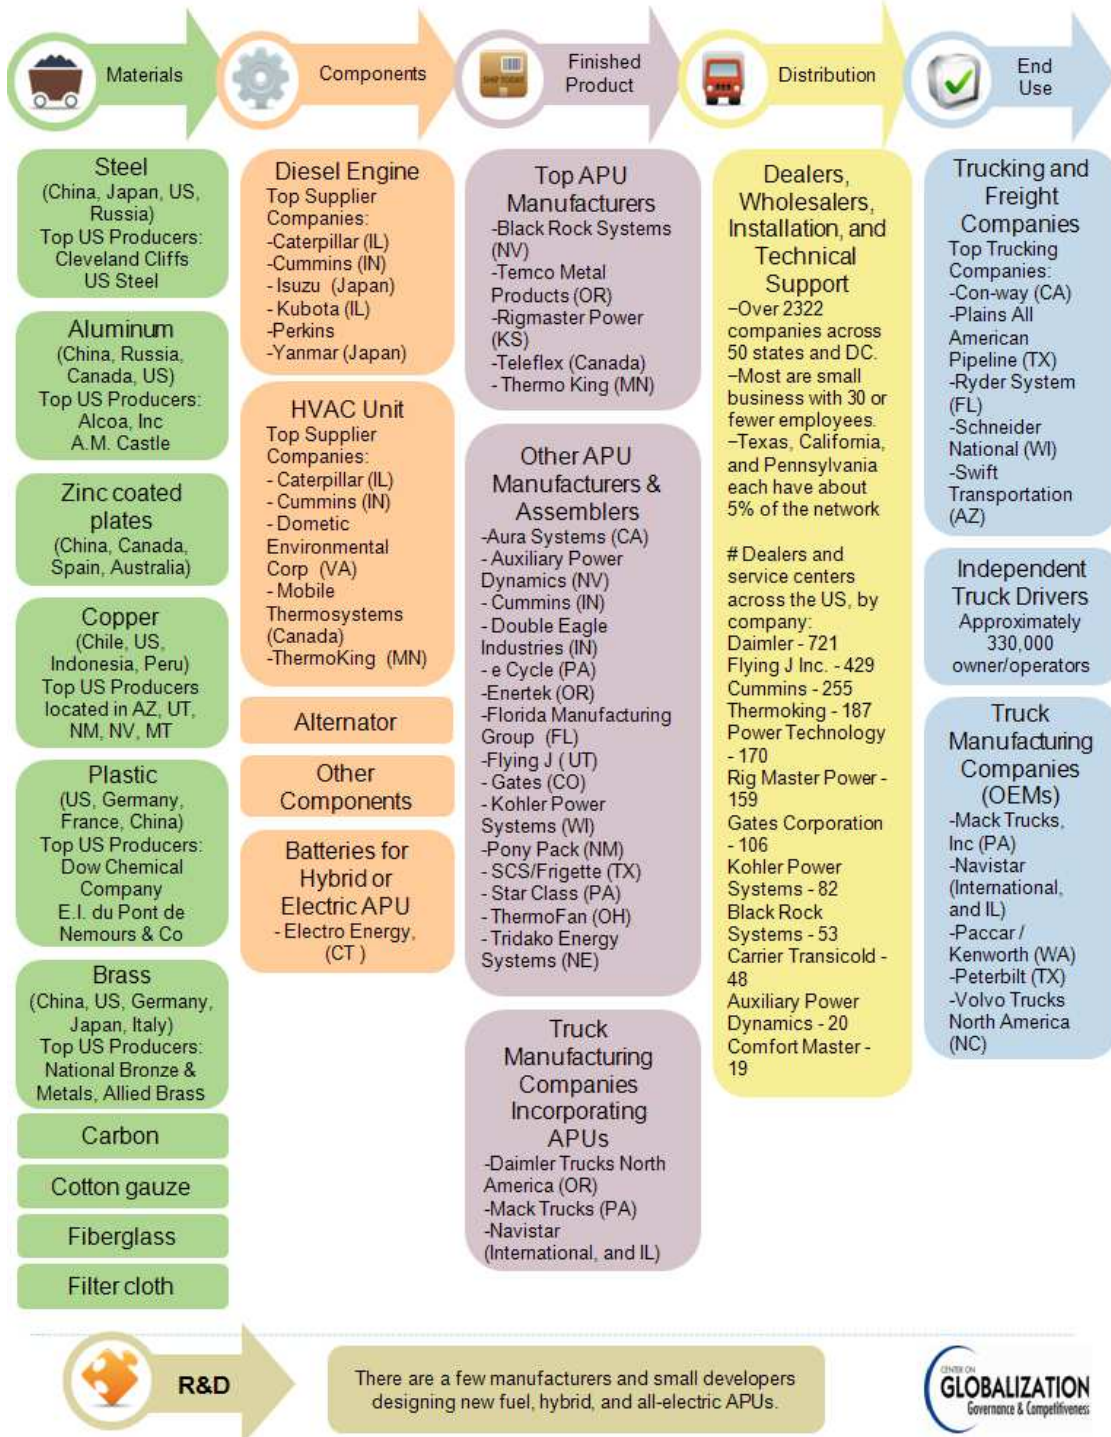 Materials
Components
Finished
Product
SHIP TODAY
Distribution
End
Use
Steel
(China, Japan, US,
Russia)
Top US Producers:
Cleveland Cliffs
US Steel
Aluminum
(China, Russia,
Canada, US)
Top US Producers:
Alcoa, Inc
A.M. Castle
Zinc coated
plates
(China, Canada,
Spain, Australia)
Copper
(Chile, US,
Indonesia, Peru)
Top US Producers
located in AZ, UT,
NM, NV, MT
Plastic
(US, Germany,
France, China)
Top US Producers:
Dow Chemical
Company
E.I. du Pont de
Nemours & Co
Brass
(China, US, Germany,
Japan, Italy)
Top US Producers:
National Bronze &
Metals, Allied Brass
Carbon
Cotton gauze
Fiberglass
Filter cloth
Diesel Engine
Top Supplier
Companies:
-Caterpillar (IL)
-Cummins (IN)
- Isuzu (Japan)
- Kubota (IL)
-Perkins
-Yanmar (Japan)
HVAC Unit
Top Supplier
Companies:
- Caterpillar (IL)
- Cummins (IN)
- Dometic
Environmental
Corp (VA)
- Mobile
Thermosystems
(Canada)
-ThermoKing (MN)
Alternator
Other
Components
Batteries for
Hybrid or
Electric APU
- Electro Energy,
(CT )
Top APU
Manufacturers
-Black Rock Systems
(NV)
-Temco Metal
Products (OR)
-Rigmaster Power
(KS)
-Teleflex (Canada)
- Thermo King (MN)
Other APU
Manufacturers &
Assemblers
-Aura Systems (CA)
- Auxiliary Power
Dynamics (NV)
- Cummins (IN)
- Double Eagle
Industries (IN)
- e Cycle (PA)
-Enertek (OR)
-Florida Manufacturing
Group (FL)
-Flying J ( UT)
- Gates (CO)
- Kohler Power
Systems (WI)
-Pony Pack (NM)
- SCS/Frigette (TX)
- Star Class (PA)
- ThermoFan (OH)
- Tridako Energy
Systems (NE)
Truck
Manufacturing
Companies
Incorporating
APUs
-Daimler Trucks North
America (OR)
-Mack Trucks (PA)
-Navistar
(International, and IL)
Dealers,
Wholesalers,
Installation, and
Technical
Support
–Over 2322
companies across
50 states and DC.
–Most are small
business with 30 or
fewer employees.
–Texas, California,
and Pennsylvania
each have about
5% of the network
# Dealers and
service centers
across the US, by
company:
Daimler - 721
Flying J Inc. - 429
Cummins - 255
Thermoking - 187
Power Technology
- 170
Rig Master Power -
159
Gates Corporation
- 106
Kohler Power
Systems - 82
Black Rock
Systems - 53
Carrier Transicold -
48
Auxiliary Power
Dynamics - 20
Comfort Master -
19
Trucking and
Freight
Companies
Top Trucking
Companies:
-Con-way (CA)
-Plains All
American
Pipeline (TX)
-Ryder System
(FL)
-Schneider
National (WI)
-Swift
Transportation
(AZ)
Independent
Truck Drivers
Approximately
330,000
owner/operators
Truck
Manufacturing
Companies
(OEMs)
-Mack Trucks,
Inc (PA)
-Navistar
(International,
and IL)
-Paccar /
Kenworth (WA)
-Peterbilt (TX)
-Volvo Trucks
North America
(NC)
R&D
There are a few manufacturers and small developers
designing new fuel, hybrid, and all-electric APUs.
CENTER ON
GLOBALIZATION
Governance & Competitiveness